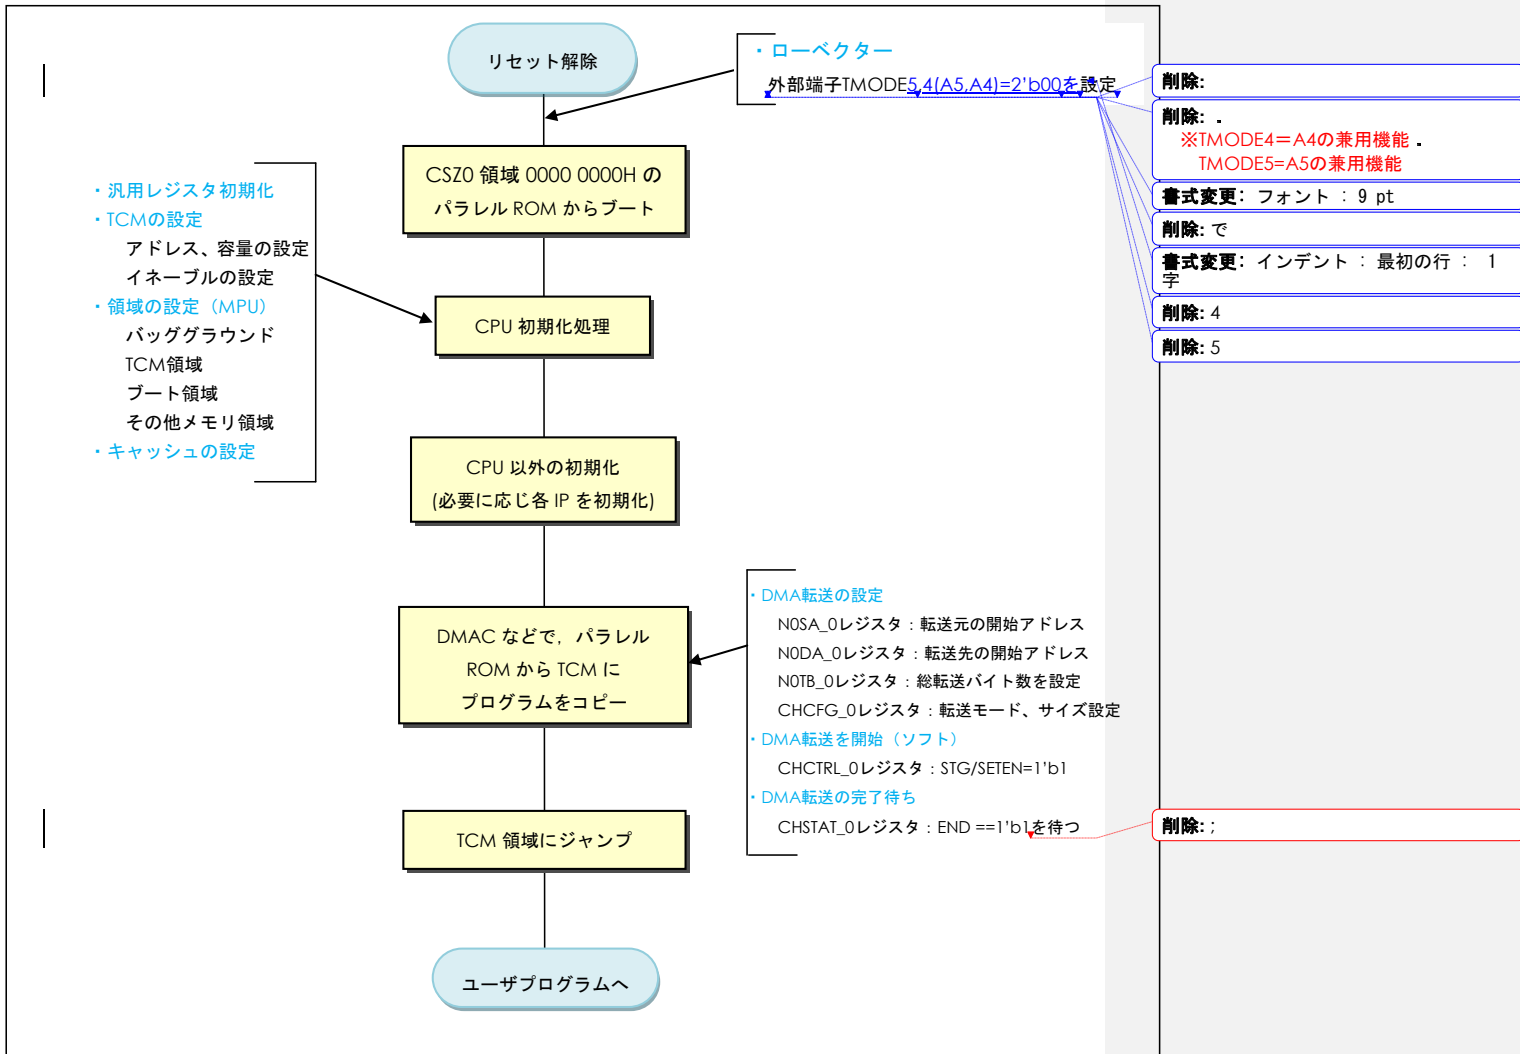 リセット解除
・ローベクター
外部端子TMODE5,4(A5,A4)=2'b00を設定
CSZ0 領域 0000 0000H の
パラレル ROM からブート
・汎用レジスタ初期化
・TCMの設定
アドレス、容量の設定
イネーブルの設定
・領域の設定（MPU）
バッググラウンド
TCM領域
ブート領域
その他メモリ領域
・キャッシュの設定
CPU 初期化処理
CPU 以外の初期化
(必要に応じ各 IP を初期化)
DMAC などで，パラレル
ROM から TCM に
プログラムをコピー
・DMA転送の設定
N0SA_0レジスタ：転送元の開始アドレス
N0DA_0レジスタ：転送先の開始アドレス
N0TB_0レジスタ：総転送バイト数を設定
CHCFG_0レジスタ：転送モード、サイズ設定
・DMA転送を開始（ソフト）
CHCTRL_0レジスタ：STG/SETEN=1'b1
・DMA転送の完了待ち
CHSTAT_0レジスタ：END ==1'b1を待つ
TCM 領域にジャンプ
ユーザプログラムへ
削除:
削除: .
※TMODE4＝A4の兼用機能 .
TMODE5=A5の兼用機能
書式変更: フォント : 9 pt
削除: で
書式変更: インデント : 最初の行 : 1
字
削除: 4
削除: 5
削除: ;